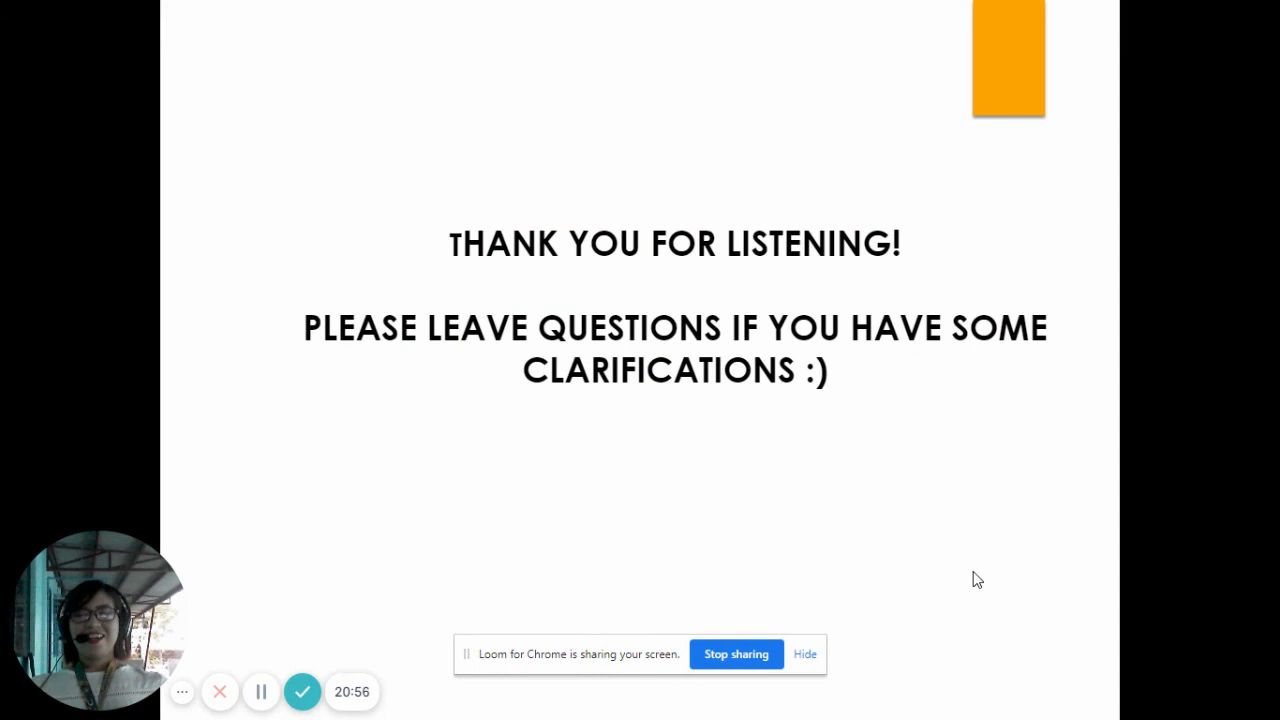 THANK YOU FOR LISTENING!
PLEASE LEAVE QUESTIONS IF YOU HAVE SOME
CLARIFICATIONS :)
Loom for Chrome is sharing your screen. Stop sharing Hide
20:56